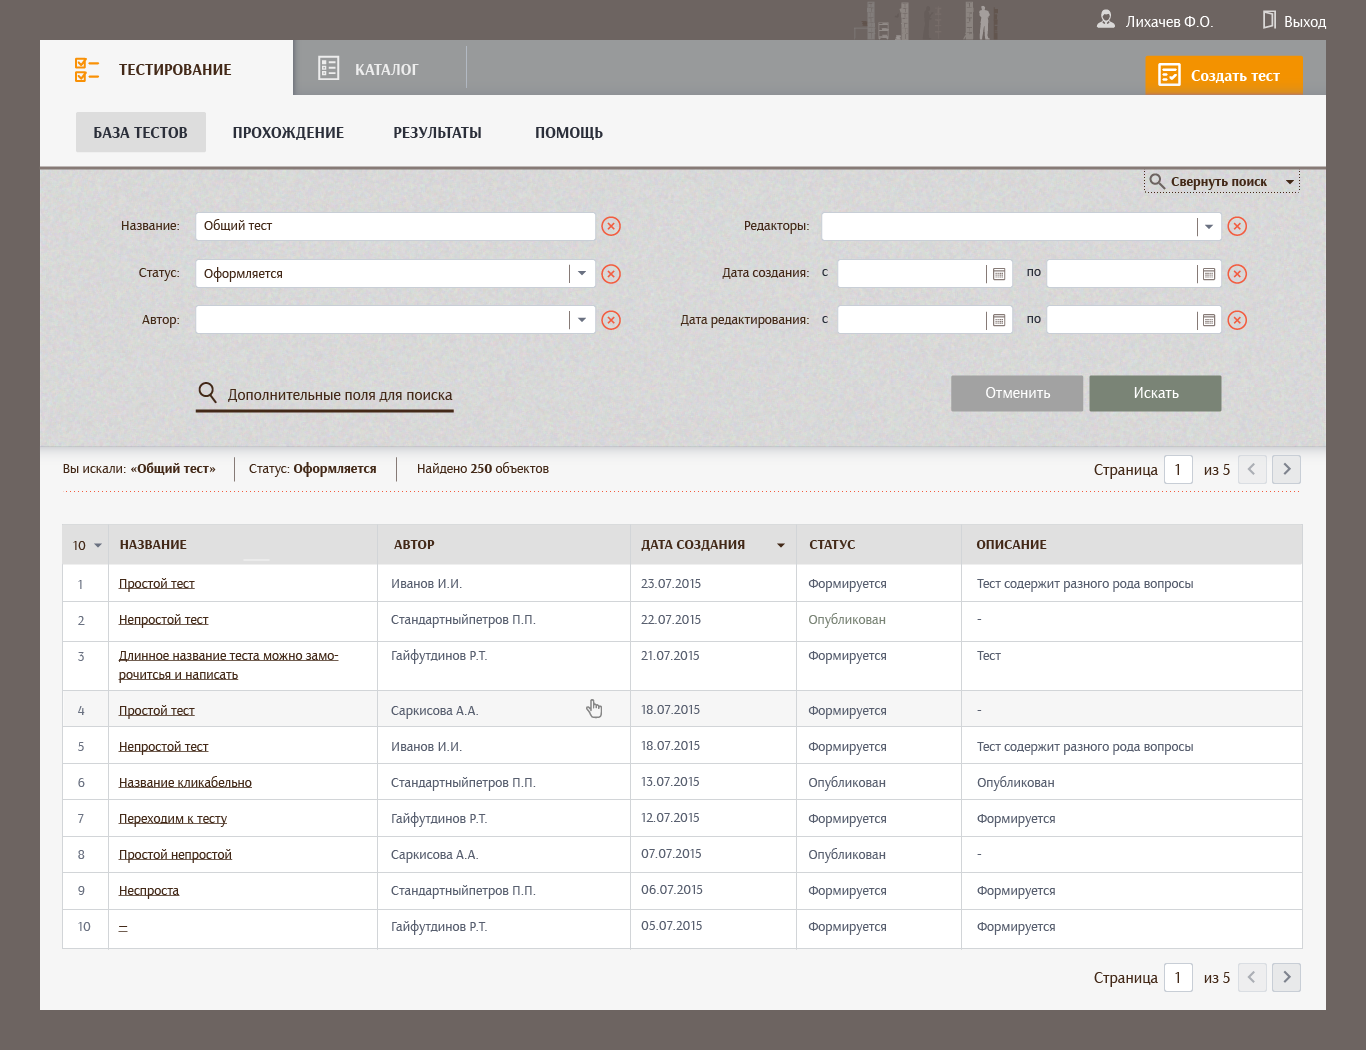 Лихачев Ф.О. Выход
ТЕСТИРОВАНИЕ КАТАЛОГ Создать тест
БАЗА ТЕСТОВ ПРОХОЖДЕНИЕ РЕЗУЛЬТАТЫ ПОМОЩЬ
Свернуть поиск
Название: Общий тест Редакторы:
Статус: Оформляется Дата создания: с по
Автор: Дата редактирования: с по
Дополнительные поля для поиска Отменить Искать
Вы искали: «Общий тест» Статус: Оформляется Найдено 250 объектов Страница 1 из 5
10 НАЗВАНИЕ АВТОР ДАТА СОЗДАНИЯ СТАТУС ОПИСАНИЕ
1 Простой тест Иванов И.И. 23.07.2015 Формируется Тест содержит разного рода вопросы
2 Непростой тест Стандартныйпетров П.П. 22.07.2015 Опубликован -
3 Длинное название теста можно замо- Гайфутдинов Р.Т. 21.07.2015 Формируется Тест
рочитсья и написать
4 Простой тест Саркисова А.А. 18.07.2015 Формируется -
5 Непростой тест Иванов И.И. 18.07.2015 Формируется Тест содержит разного рода вопросы
6 Название кликабельно Стандартныйпетров П.П. 13.07.2015 Опубликован Опубликован
7 Переходим к тесту Гайфутдинов Р.Т. 12.07.2015 Формируется Формируется
8 Простой непростой Саркисова А.А. 07.07.2015 Опубликован -
9 Неспроста Стандартныйпетров П.П. 06.07.2015 Формируется Формируется
10 — Гайфутдинов Р.Т. 05.07.2015 Формируется Формируется
Страница 1 из 5